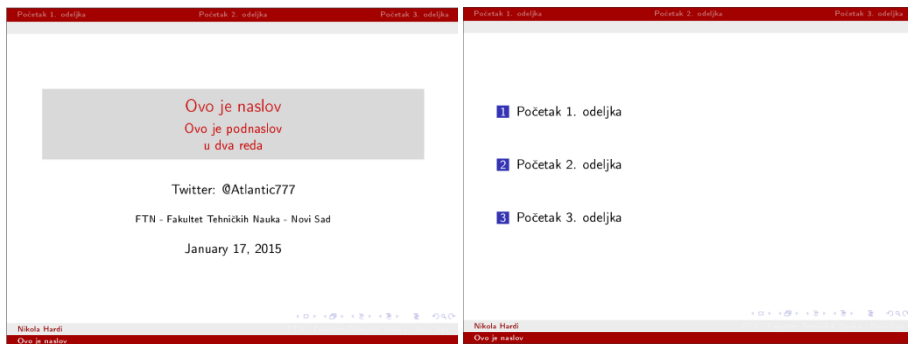 Početak 1. odeljka Početak 2. odeljka Početak 3. odeljka
Ovo je naslov
Ovo je podnaslov
u dva reda
Twitter: @Atlantic777
FTN - Fakultet Tehničkih Nauka - Novi Sad
January 17, 2015
Nikola Hardi
Ovo je naslov
Početak 1. odeljka Početak 2. odeljka Početak 3. odeljka
1 Početak 1. odeljka
2 Početak 2. odeljka
3 Početak 3. odeljka
Nikola Hardi
Ovo je naslov